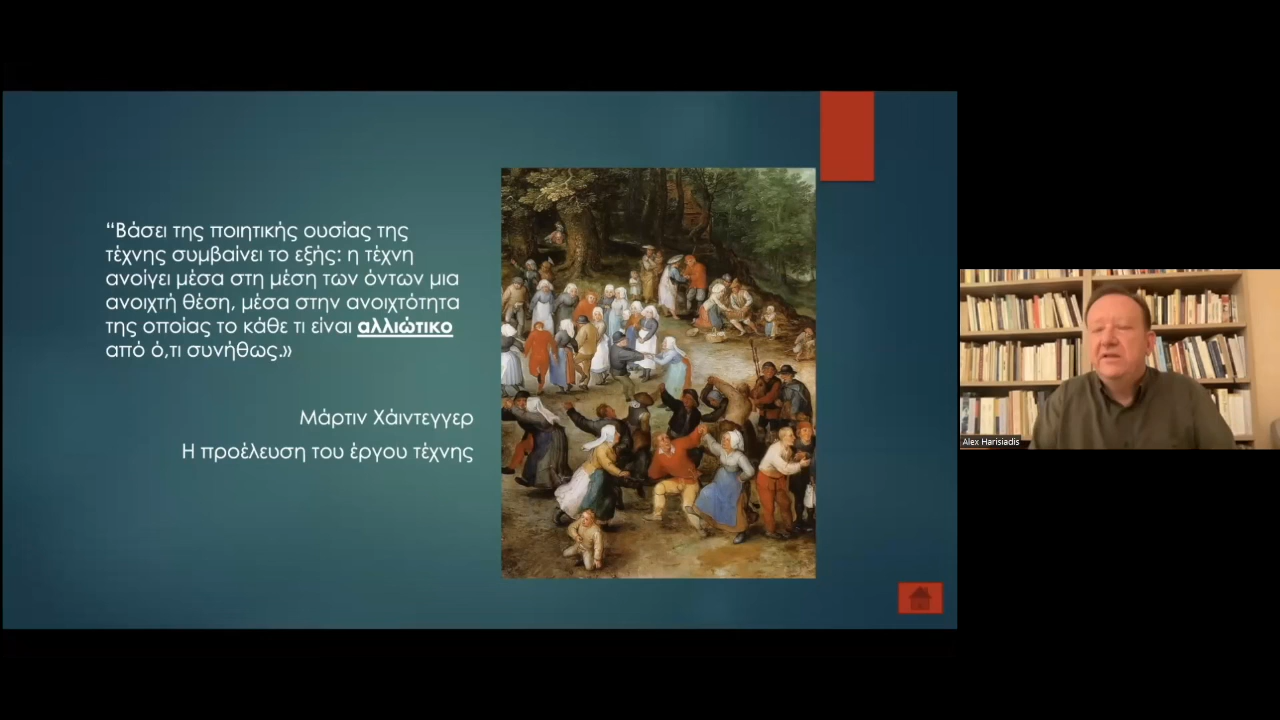 “Βάσει της ποιητικής ουσίας της
τέχνης συμβαίνει το εξής: η τέχνη
ανοίγει μέσα στη μέση των όντων μια
ανοιχτή θέση, μέσα στην ανοιχτότητα
της οποίας το κάθε τι είναι αλλιώτικο
από ό,τι συνήθως.»
Μάρτιν Χάιντεγγερ
Η προέλευση του έργου τέχνης
Alex Harisiadis